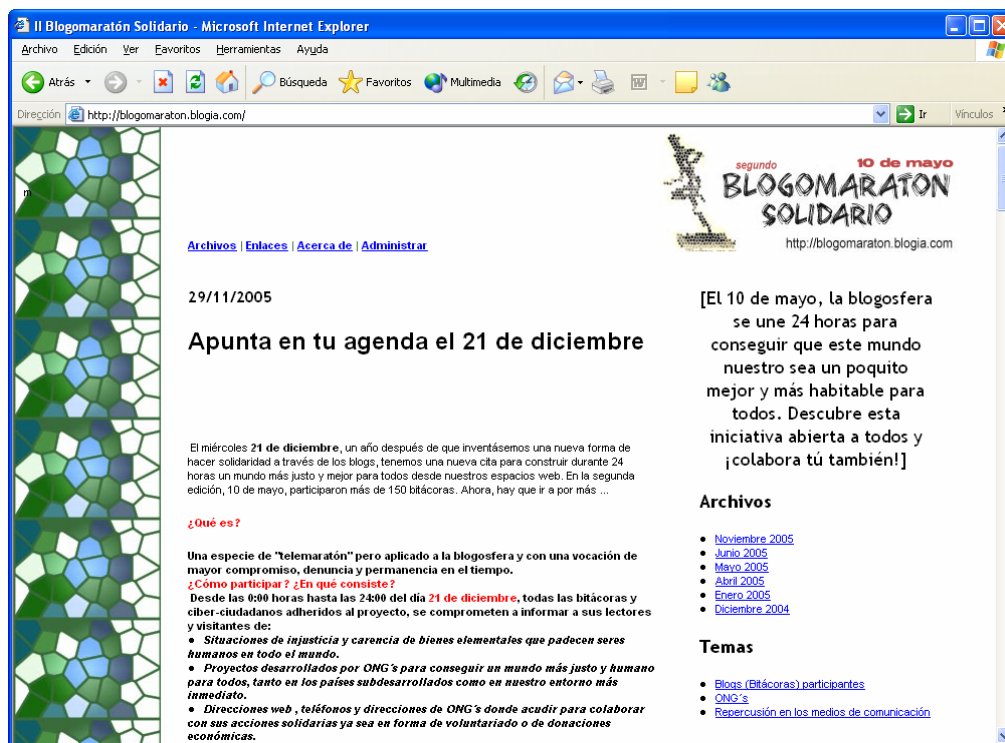 II Blogomaratón Solidario - Microsoft Internet Explorer
Archivo Edición Ver Favoritos Herramientas Ayuda
Atrás Búsqueda Favoritos Multimedia
Dirección http://blogomaraton.blogia.com/ Ir Vínculos
m
segundo 10 de mayo
BLOGOMARATON
SOLIDARIO
http://blogomaraton.blogia.com
Archivos | Enlaces | Acerca de | Administrar
29/11/2005
Apunta en tu agenda el 21 de diciembre
El miércoles 21 de diciembre, un año después de que inventásemos una nueva forma de
hacer solidaridad a través de los blogs, tenemos una nueva cita para construir durante 24
horas un mundo más justo y mejor para todos desde nuestros espacios web. En la segunda
edición, 10 de mayo, participaron más de 150 bitácoras. Ahora, hay que ir a por más ...
¿Qué es?
Una especie de "telemaratón" pero aplicado a la blogosfera y con una vocación de
mayor compromiso, denuncia y permanencia en el tiempo.
¿Cómo participar? ¿En qué consiste?
Desde las 0:00 horas hasta las 24:00 del día 21 de diciembre, todas las bitácoras y
ciber-ciudadanos adheridos al proyecto, se comprometen a informar a sus lectores
y visitantes de:
● Situaciones de injusticia y carencia de bienes elementales que padecen seres
humanos en todo el mundo.
● Proyectos desarrollados por ONG´s para conseguir un mundo más justo y humano
para todos, tanto en los países subdesarrollados como en nuestro entorno más
inmediato.
● Direcciones web , teléfonos y direcciones de ONG´s donde acudir para colaborar
con sus acciones solidarias ya sea en forma de voluntariado o de donaciones
económicas.
[El 10 de mayo, la blogosfera
se une 24 horas para
conseguir que este mundo
nuestro sea un poquito
mejor y más habitable para
todos. Descubre esta
iniciativa abierta a todos y
¡colabora tú también!]
Archivos
● Noviembre 2005
● Junio 2005
● Mayo 2005
● Abril 2005
● Enero 2005
● Diciembre 2004
Temas
● Blogs (Bitácoras) participantes
● ONG´s
● Repercusión en los medios de comunicación